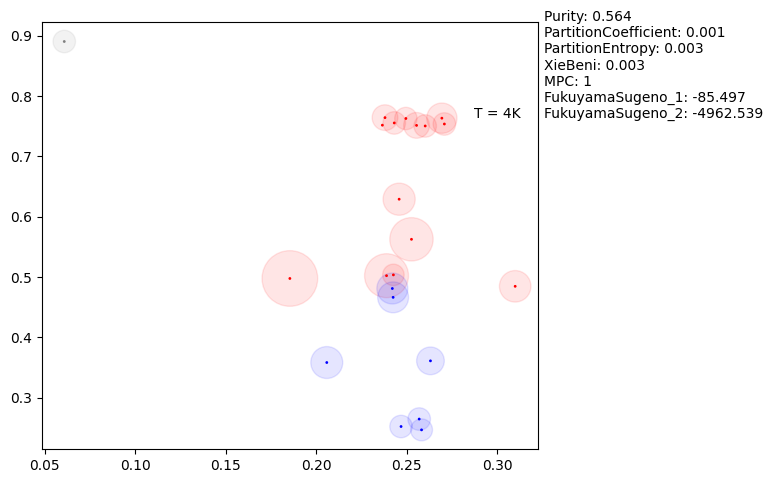 Purity: 0.564
PartitionCoefficient: 0.001
PartitionEntropy: 0.003
XieBeni: 0.003
MPC: 1
FukuyamaSugeno_1: -85.497
FukuyamaSugeno_2: -4962.539
T = 4K
0.9
0.8
0.7
0.6
0.5
0.4
0.3
0.05 0.10 0.15 0.20 0.25 0.30